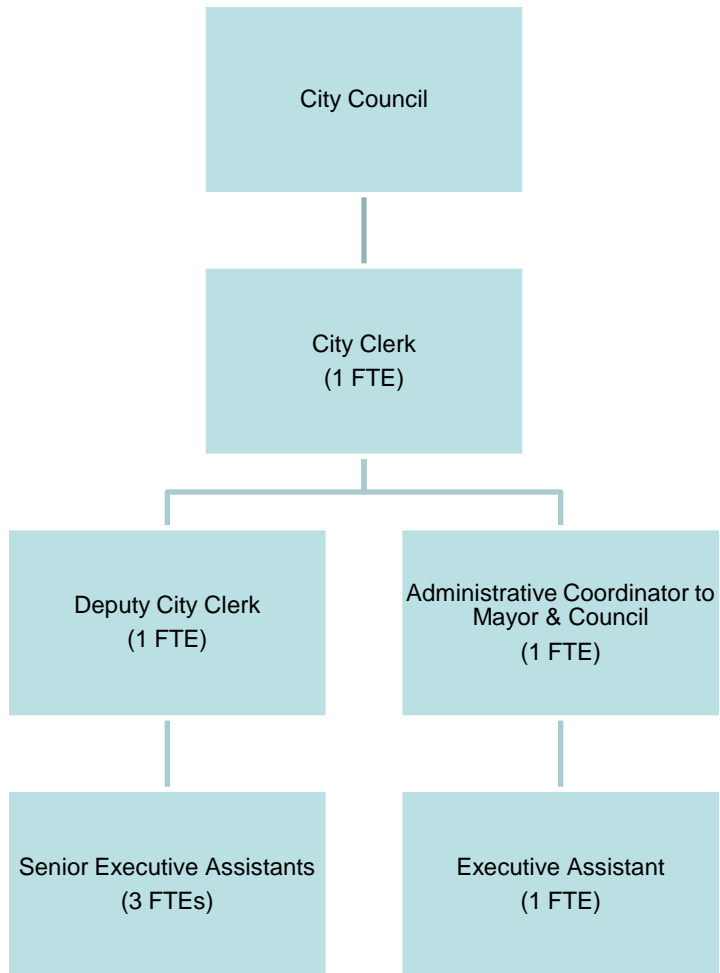 City Council
City Clerk
(1 FTE)
Deputy City Clerk
(1 FTE)
Administrative Coordinator to
Mayor & Council
(1 FTE)
Senior Executive Assistants
(3 FTEs)
Executive Assistant
(1 FTE)